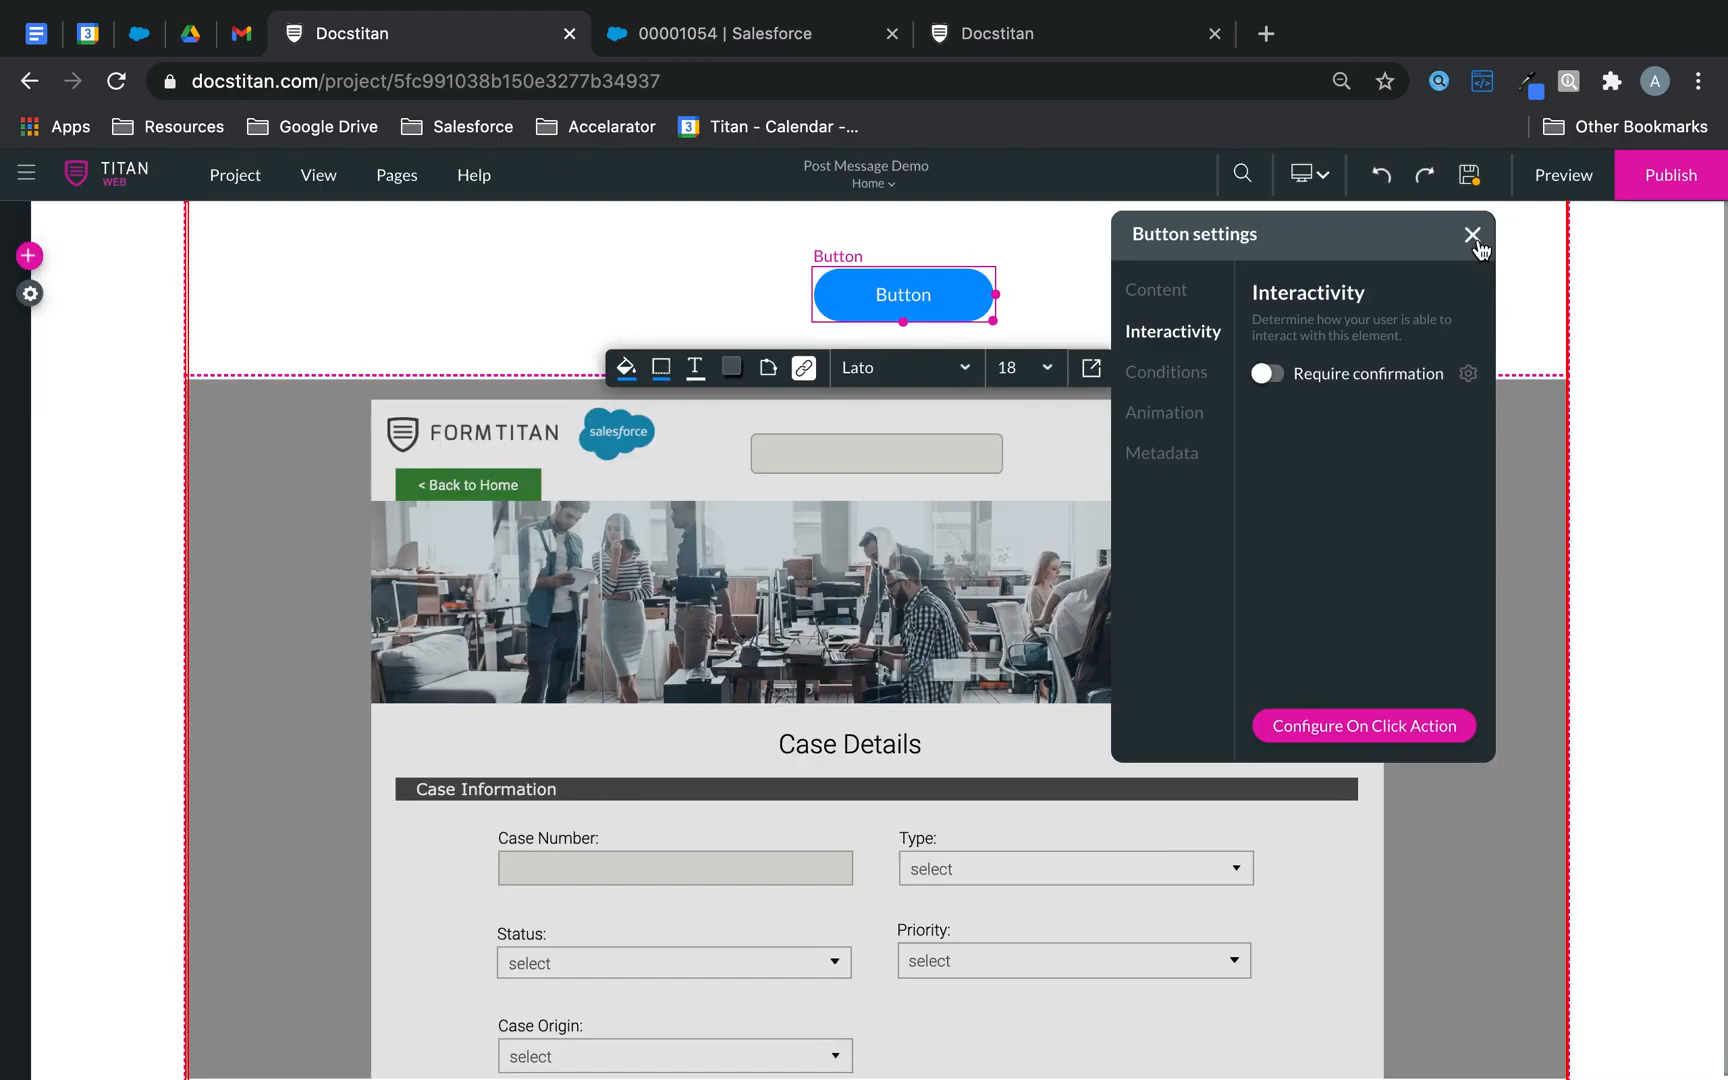 3
Docstitan
00001054 | Salesforce
Docstitan
docstitan.com/project/5fc991038b150e3277b34937
A
Apps
Resources
Google Drive
Salesforce
Accelarator
3
Titan - Calendar -...
Other Bookmarks
TITAN
WEB
Project
View
Pages
Help
Post Message Demo
Home
Preview
Publish
Button
Button
Button settings
Content
Interactivity
Conditions
Animation
Metadata
Interactivity
Determine how your user is able to
interact with this element.
Require confirmation
Configure On Click Action
T
Lato
18
FORMTITAN
salesforce
< Back to Home
Case Details
Case Information
Case Number:
Type:
select
Status:
select
Priority:
select
Case Origin:
select